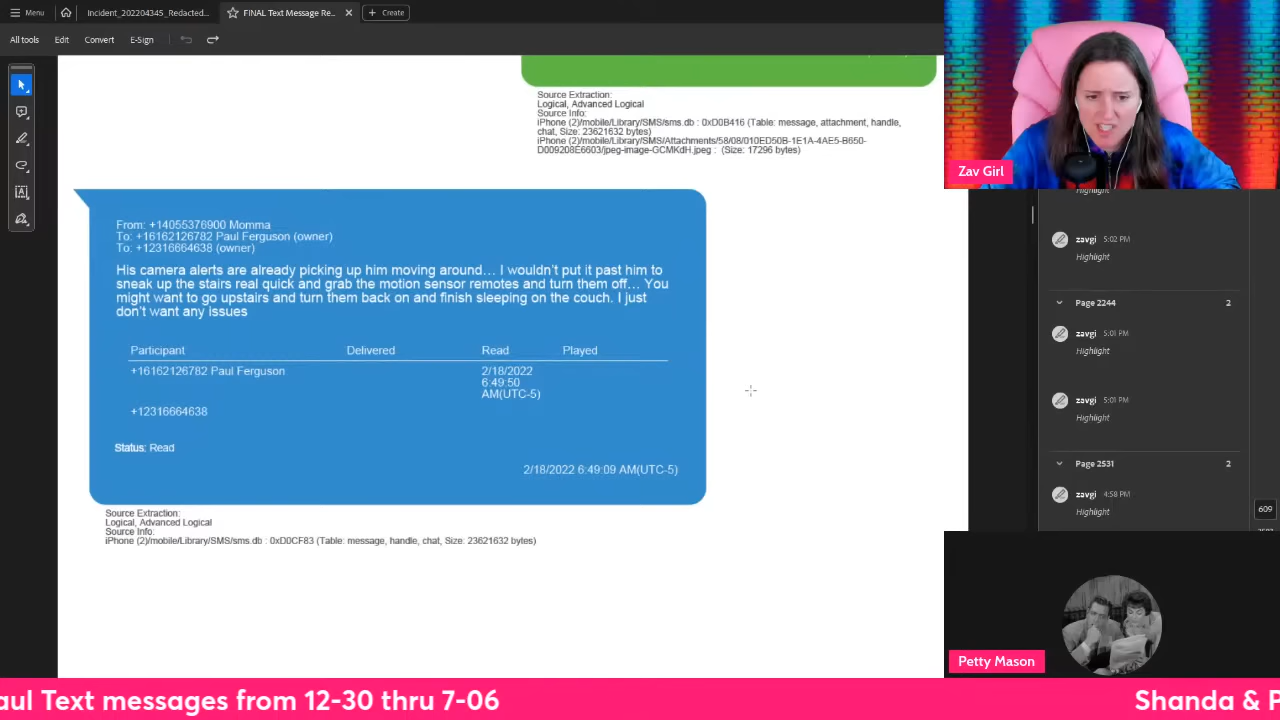 Menu
Incident_202204345_Redacted...
FINAL Text Message Re...
Create
All tools
Edit
Convert
E-Sign
Source Extraction:
Logical, Advanced Logical
Source Info:
iPhone (2)/mobile/Library/SMS/sms.db : 0xD0B416 (Table: message, attachment, handle,
chat, Size: 23621632 bytes)
iPhone (2)/mobile/Library/SMS/Attachments/58/08/010ED50B-1E1A-4AE5-B650-
D009208E6603/jpeg-image-GCMKdH.jpeg : (Size: 17296 bytes)
From: +14055376900 Momma
To: +16162126782 Paul Ferguson (owner)
To: +12316664638 (owner)
His camera alerts are already picking up him moving around… I wouldn't put it past him to
sneak up the stairs real quick and grab the motion sensor remotes and turn them off… You
might want to go upstairs and turn them back on and finish sleeping on the couch. I just
don't want any issues
Participant Delivered Read Played
+16162126782 Paul Ferguson 2/18/2022
6:49:50
AM(UTC-5)
+12316664638
Status: Read
2/18/2022 6:49:09 AM(UTC-5)
Source Extraction:
Logical, Advanced Logical
Source Info:
iPhone (2)/mobile/Library/SMS/sms.db : 0xD0CF83 (Table: message, handle, chat, Size: 23621632 bytes)
Zav Girl
Highlight
zavgi 5:02 PM
Highlight
Page 2244 2
zavgi 5:01 PM
Highlight
zavgi 5:01 PM
Highlight
Page 2531 2
zavgi 4:58 PM
Highlight
609
Petty Mason
aul Text messages from 12-30 thru 7-06
Shanda & P